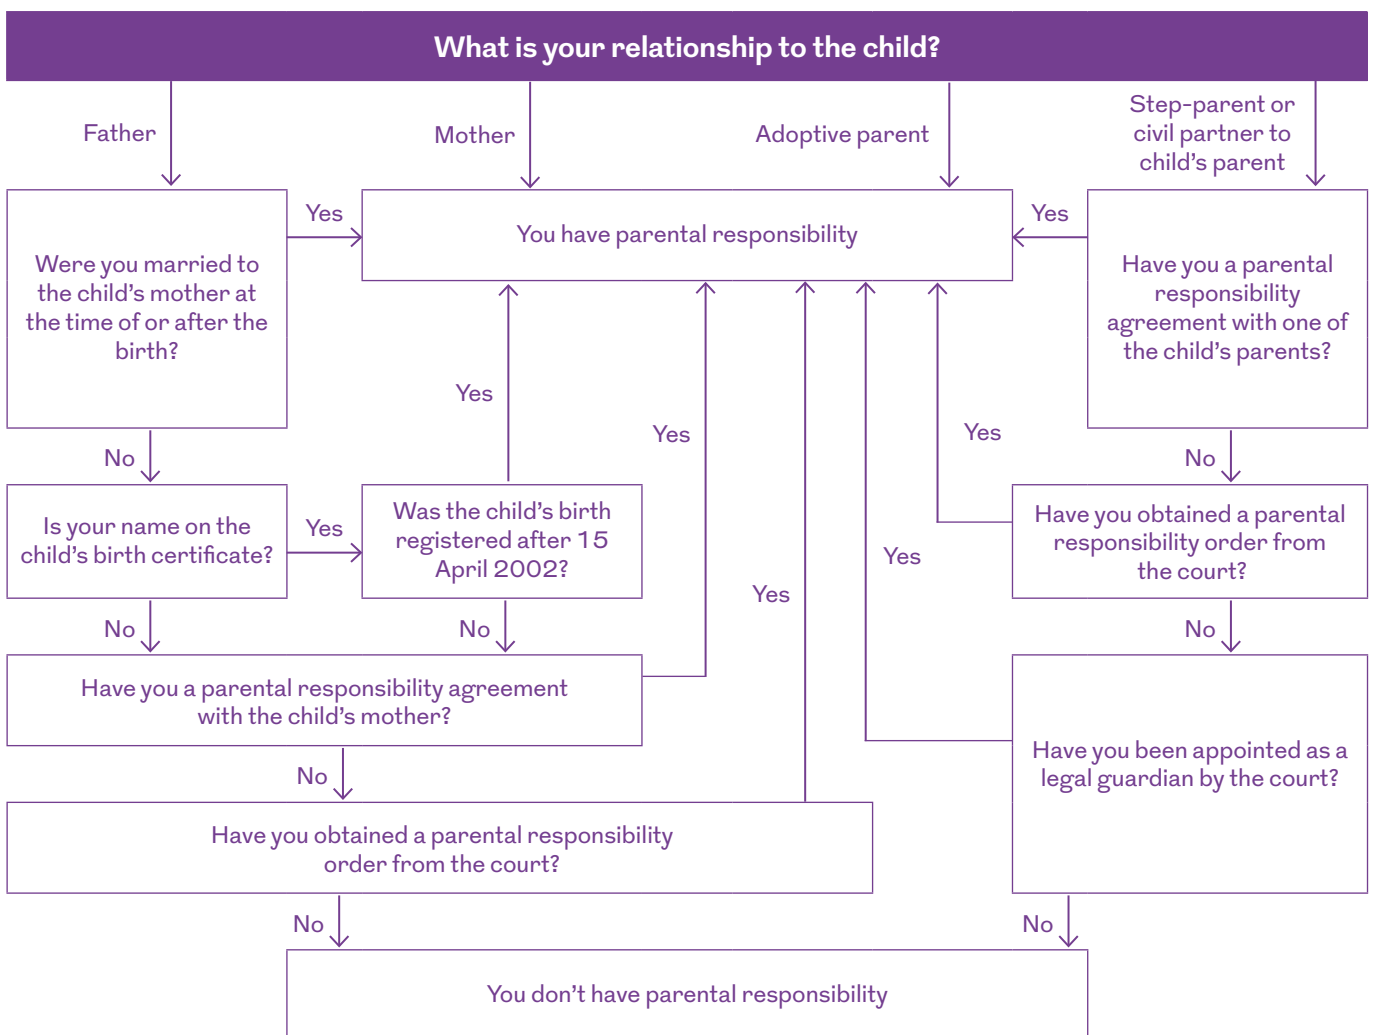 What is your relationship to the child?
Father
Mother
Adoptive parent
Step-parent or
civil partner to
child's parent
Were you married to
the child's mother at
the time of or after the
birth?
Yes
You have parental responsibility
Yes
Have you a parental
responsibility
agreement with one of
the child's parents?
No
Yes
Yes
Yes
No
Is your name on the
child's birth certificate?
Yes
Was the child's birth
registered after 15
April 2002?
Yes
Yes
Have you obtained a parental
responsibility order from
the court?
No
No
No
Have you a parental responsibility agreement
with the child's mother?
Have you been appointed as a
legal guardian by the court?
No
Have you obtained a parental responsibility
order from the court?
No
No
You don't have parental responsibility